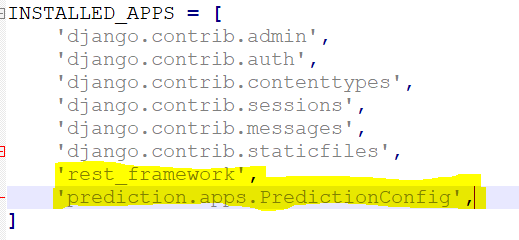 INSTALLED_APPS = [
'django.contrib.admin',
'django.contrib.auth',
'django.contrib.contenttypes',
'django.contrib.sessions',
'django.contrib.messages',
'django.contrib.staticfiles',
'rest_framework',
'prediction.apps.PredictionConfig',
]